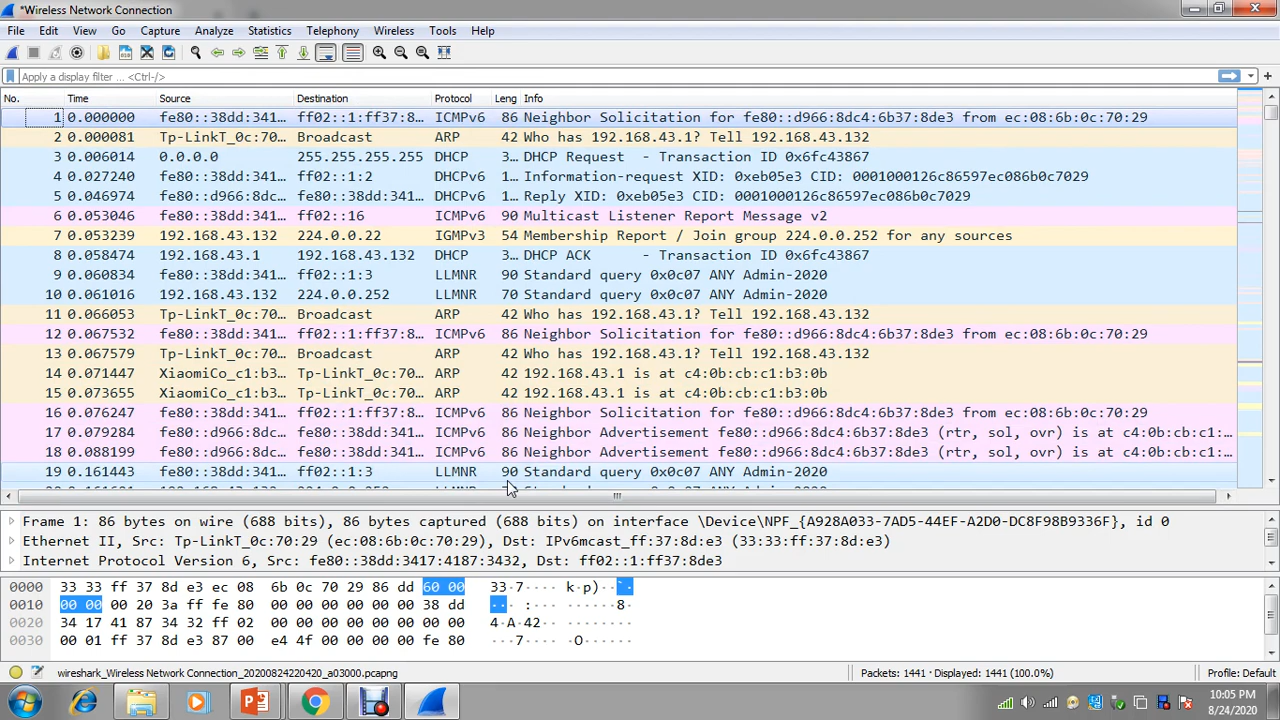 *Wireless Network Connection
File Edit View Go Capture Analyze Statistics Telephony Wireless Tools Help
Apply a display filter ... <Ctrl-/>
No. Time Source Destination Protocol Leng Info
1 0.000000 fe80::38dd:341… ff02::1:ff37:8… ICMPv6 86 Neighbor Solicitation for fe80::d966:8dc4:6b37:8de3 from ec:08:6b:0c:70:29
2 0.000081 Tp-LinkT_0c:70… Broadcast ARP 42 Who has 192.168.43.1? Tell 192.168.43.132
3 0.006014 0.0.0.0 255.255.255.255 DHCP 3… DHCP Request - Transaction ID 0x6fc43867
4 0.027240 fe80::38dd:341… ff02::1:2 DHCPv6 1… Information-request XID: 0xeb05e3 CID: 0001000126c86597ec086b0c7029
5 0.046974 fe80::d966:8dc… fe80::38dd:341… DHCPv6 1… Reply XID: 0xeb05e3 CID: 0001000126c86597ec086b0c7029
6 0.053046 fe80::38dd:341… ff02::16 ICMPv6 90 Multicast Listener Report Message v2
7 0.053239 192.168.43.132 224.0.0.22 IGMPv3 54 Membership Report / Join group 224.0.0.252 for any sources
8 0.058474 192.168.43.1 192.168.43.132 DHCP 3… DHCP ACK - Transaction ID 0x6fc43867
9 0.060834 fe80::38dd:341… ff02::1:3 LLMNR 90 Standard query 0x0c07 ANY Admin-2020
10 0.061016 192.168.43.132 224.0.0.252 LLMNR 70 Standard query 0x0c07 ANY Admin-2020
11 0.066053 Tp-LinkT_0c:70… Broadcast ARP 42 Who has 192.168.43.1? Tell 192.168.43.132
12 0.067532 fe80::38dd:341… ff02::1:ff37:8… ICMPv6 86 Neighbor Solicitation for fe80::d966:8dc4:6b37:8de3 from ec:08:6b:0c:70:29
13 0.067579 Tp-LinkT_0c:70… Broadcast ARP 42 Who has 192.168.43.1? Tell 192.168.43.132
14 0.071447 XiaomiCo_c1:b3… Tp-LinkT_0c:70… ARP 42 192.168.43.1 is at c4:0b:cb:c1:b3:0b
15 0.073655 XiaomiCo_c1:b3… Tp-LinkT_0c:70… ARP 42 192.168.43.1 is at c4:0b:cb:c1:b3:0b
16 0.076247 fe80::38dd:341… ff02::1:ff37:8… ICMPv6 86 Neighbor Solicitation for fe80::d966:8dc4:6b37:8de3 from ec:08:6b:0c:70:29
17 0.079284 fe80::d966:8dc… fe80::38dd:341… ICMPv6 86 Neighbor Advertisement fe80::d966:8dc4:6b37:8de3 (rtr, sol, ovr) is at c4:0b:cb:c1:…
18 0.088199 fe80::d966:8dc… fe80::38dd:341… ICMPv6 86 Neighbor Advertisement fe80::d966:8dc4:6b37:8de3 (rtr, sol, ovr) is at c4:0b:cb:c1:…
19 0.161443 fe80::38dd:341… ff02::1:3 LLMNR 90 Standard query 0x0c07 ANY Admin-2020
Frame 1: 86 bytes on wire (688 bits), 86 bytes captured (688 bits) on interface \Device\NPF_{A928A033-7AD5-44EF-A2D0-DC8F98B9336F}, id 0
Ethernet II, Src: Tp-LinkT_0c:70:29 (ec:08:6b:0c:70:29), Dst: IPv6mcast_ff:37:8d:e3 (33:33:ff:37:8d:e3)
Internet Protocol Version 6, Src: fe80::38dd:3417:4187:3432, Dst: ff02::1:ff37:8de3
0000 33 33 ff 37 8d e3 ec 08 6b 0c 70 29 86 dd 60 00 33·7···· k·p)··`·
0010 00 00 00 20 3a ff fe 80 00 00 00 00 00 00 38 dd ··· :··· ······8·
0020 34 17 41 87 34 32 ff 02 00 00 00 00 00 00 00 00 4·A·42·· ········
0030 00 01 ff 37 8d e3 87 00 e4 4f 00 00 00 00 fe 80 ···7···· ·O······
wireshark_Wireless Network Connection_20200824220420_a03000.pcapng Packets: 1441 · Displayed: 1441 (100.0%) Profile: Default
10:05 PM
8/24/2020